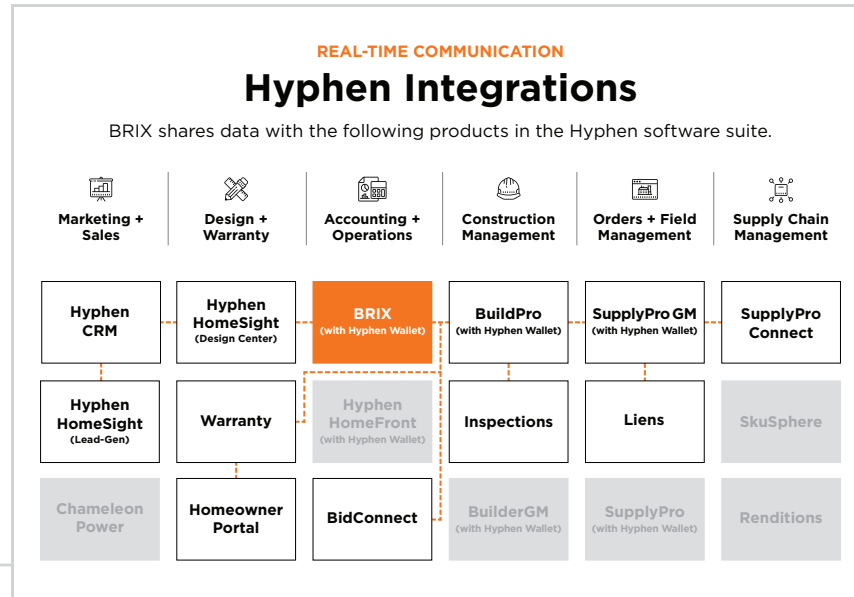 REAL-TIME COMMUNICATION
Hyphen Integrations
BRIX shares data with the following products in the Hyphen software suite.
Marketing +
Sales
Design +
Warranty
Accounting +
Operations
Construction
Management
Orders + Field
Management
Supply Chain
Management
Hyphen
CRM
Hyphen
HomeSight
(Design Center)
BRIX
(with Hyphen Wallet)
BuildPro
(with Hyphen Wallet)
SupplyPro GM
(with Hyphen Wallet)
SupplyPro
Connect
Hyphen
HomeSight
(Lead-Gen)
Warranty
Hyphen
HomeFront
(with Hyphen Wallet)
Inspections
Liens
SkuSphere
Chameleon
Power
Homeowner
Portal
BidConnect
BuilderGM
(with Hyphen Wallet)
SupplyPro
(with Hyphen Wallet)
Renditions